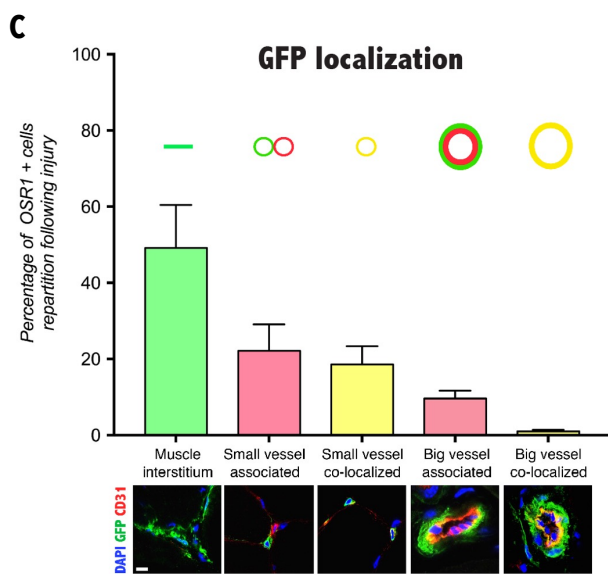 C
GFP localization
Percentage of OSR1 + cells
repartition following injury
100
80
60
40
20
0
Muscle
interstitium
Small vessel
associated
Small vessel
co-localized
Big vessel
associated
Big vessel
co-localized
DAPI GFP CD31